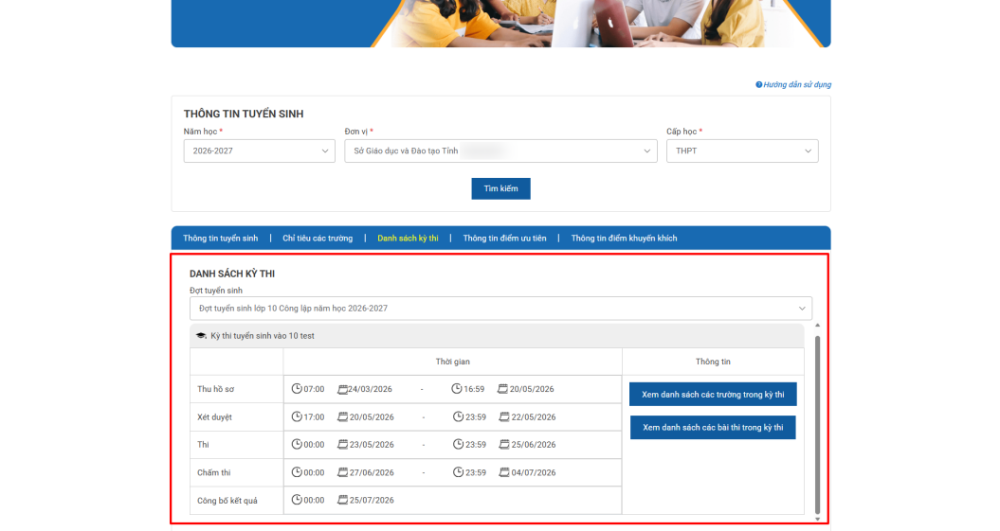 Hướng dẫn sử dụng
THÔNG TIN TUYỂN SINH
Năm học * Đơn vị * Cấp học *
2026-2027 Sở Giáo dục và Đào tạo Tỉnh THPT
Tìm kiếm
Thông tin tuyển sinh | Chỉ tiêu các trường | Danh sách kỳ thi | Thông tin điểm ưu tiên | Thông tin điểm khuyến khích
DANH SÁCH KỲ THI
Đợt tuyển sinh
Đợt tuyển sinh lớp 10 Công lập năm học 2026-2027
Kỳ thi tuyển sinh vào 10 test
Thời gian Thông tin
Thu hồ sơ 07:00 24/03/2026 - 16:59 20/05/2026
Xem danh sách các trường trong kỳ thi
Xét duyệt 17:00 20/05/2026 - 23:59 22/05/2026
Xem danh sách các bài thi trong kỳ thi
Thi 00:00 23/05/2026 - 23:59 25/06/2026
Chấm thi 00:00 27/06/2026 - 23:59 04/07/2026
Công bố kết quả 00:00 25/07/2026